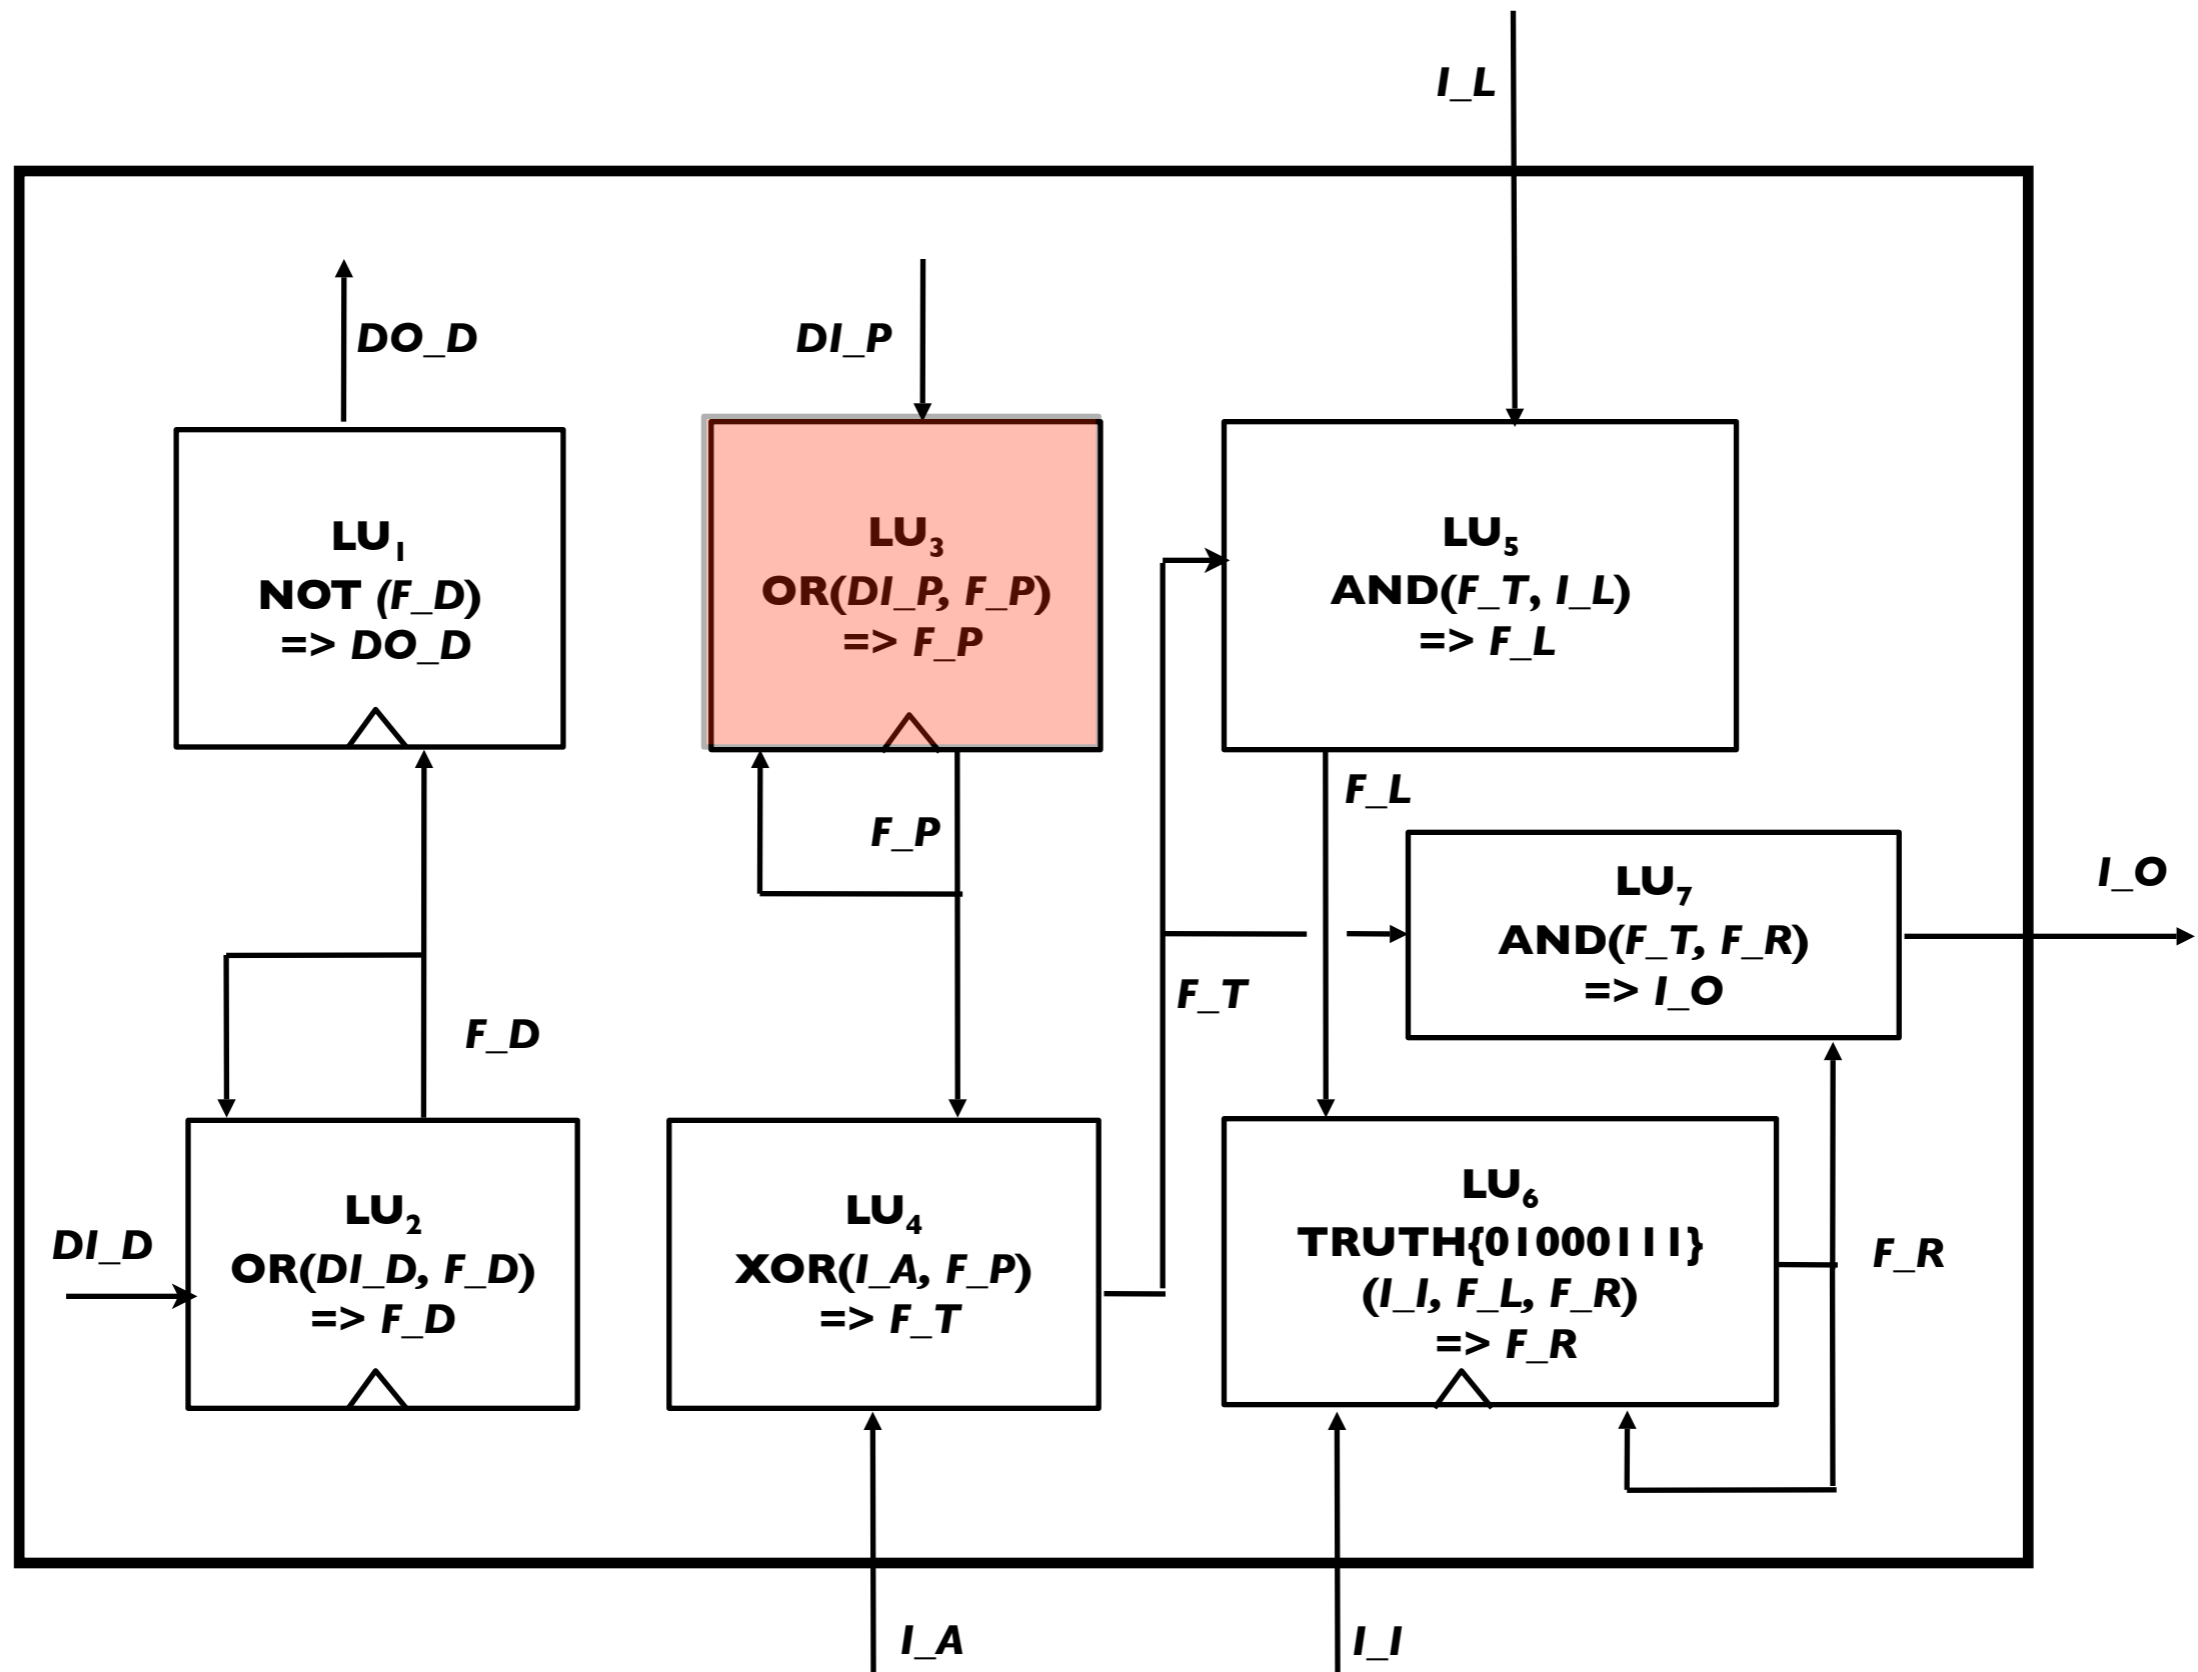 I_L
DO_D
DI_P
LU1
NOT (F_D)
=> DO_D
LU3
OR(DI_P, F_P)
=> F_P
LU5
AND(F_T, I_L)
=> F_L
F_L
F_P
LU7
AND(F_T, F_R)
=> I_O
I_O
F_T
F_D
DI_D
LU2
OR(DI_D, F_D)
=> F_D
LU4
XOR(I_A, F_P)
=> F_T
LU6
TRUTH{01000111}
(I_I, F_L, F_R)
=> F_R
F_R
I_A
I_I